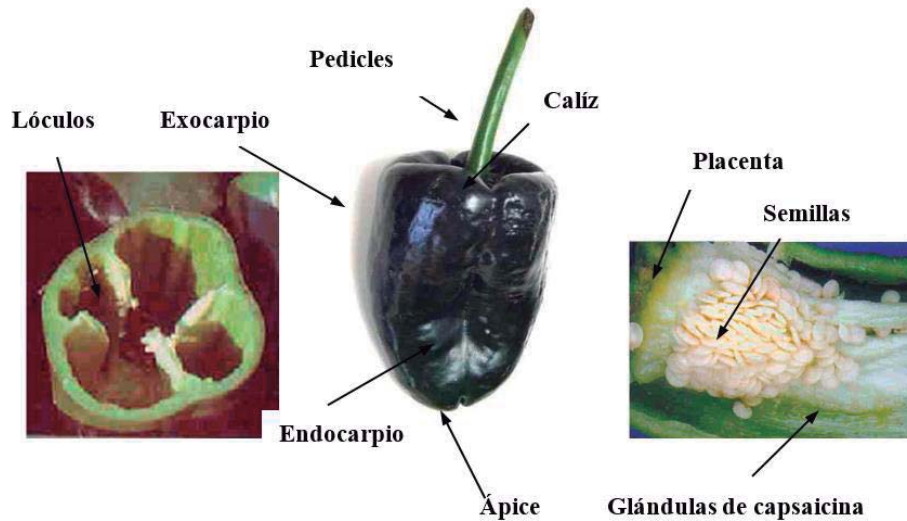 Pedicles
Calíz
Lóculos
Exocarpio
Placenta
Semillas
Endocarpio
Ápice
Glándulas de capsaicina